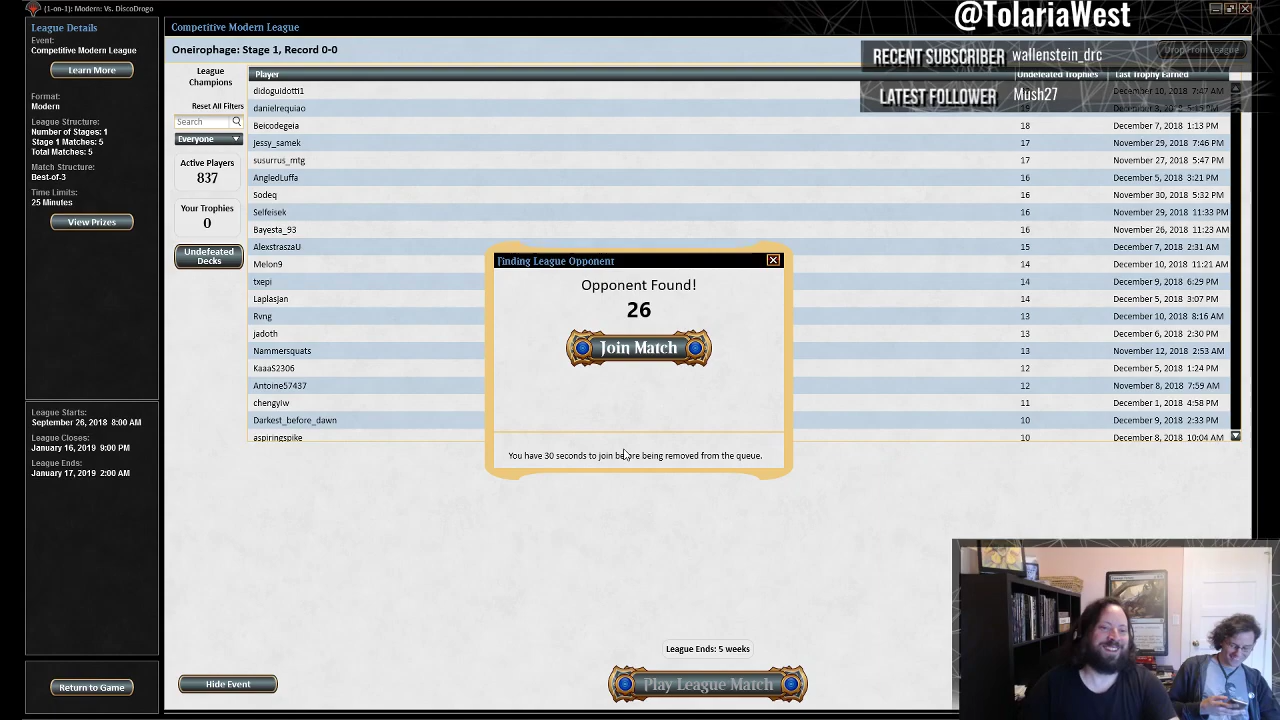 (1-on-1): Modern: Vs. DiscoDrogo
@TolariaWest
RECENT SUBSCRIBER wallenstein_drc
LATEST FOLLOWER Mush27
League Details
Event:
Competitive Modern League
Learn More
Format:
Modern
League Structure:
Number of Stages: 1
Stage 1 Matches: 5
Total Matches: 5
Match Structure:
Best-of-3
Time Limits:
25 Minutes
View Prizes
League Starts:
September 26, 2018 8:00 AM
League Closes:
January 16, 2019 9:00 PM
League Ends:
January 17, 2019 2:00 AM
Return to Game
Competitive Modern League
Oneirophage: Stage 1, Record 0-0
Drop From League
League
Champions
Reset All Filters
Search
Everyone
Active Players
837
Your Trophies
0
Undefeated
Decks
Player Undefeated Trophies Last Trophy Earned
didoguidotti1 December 10, 2018 7:47 AM
danielrequiao 19
Beicodegeia 18 December 7, 2018 1:13 PM
jessy_samek 17 November 29, 2018 7:46 PM
susurrus_mtg 17 November 27, 2018 5:47 PM
AngledLuffa 16 December 5, 2018 3:21 PM
Sodeq 16 November 30, 2018 5:32 PM
Selfeisek 16 November 29, 2018 11:33 PM
Bayesta_93 16 November 26, 2018 11:23 AM
AlexstraszaU 15 December 7, 2018 2:31 AM
Melon9 14 December 10, 2018 11:21 AM
txepi 14 December 9, 2018 6:29 PM
Laplasjan 14 December 5, 2018 3:07 PM
Rvng 13 December 10, 2018 8:16 AM
jadoth 13 December 6, 2018 2:30 PM
Nammersquats 13 November 12, 2018 2:53 AM
KaaaS2306 12 December 5, 2018 1:24 PM
Antoine57437 12 November 8, 2018 7:59 AM
chengyiw 11 December 1, 2018 4:58 PM
Darkest_before_dawn 10 December 9, 2018 2:33 PM
aspiringspike 10 December 8, 2018 10:04 AM
Finding League Opponent
Opponent Found!
26
Join Match
You have 30 seconds to join before being removed from the queue.
League Ends: 5 weeks
Hide Event
Play League Match